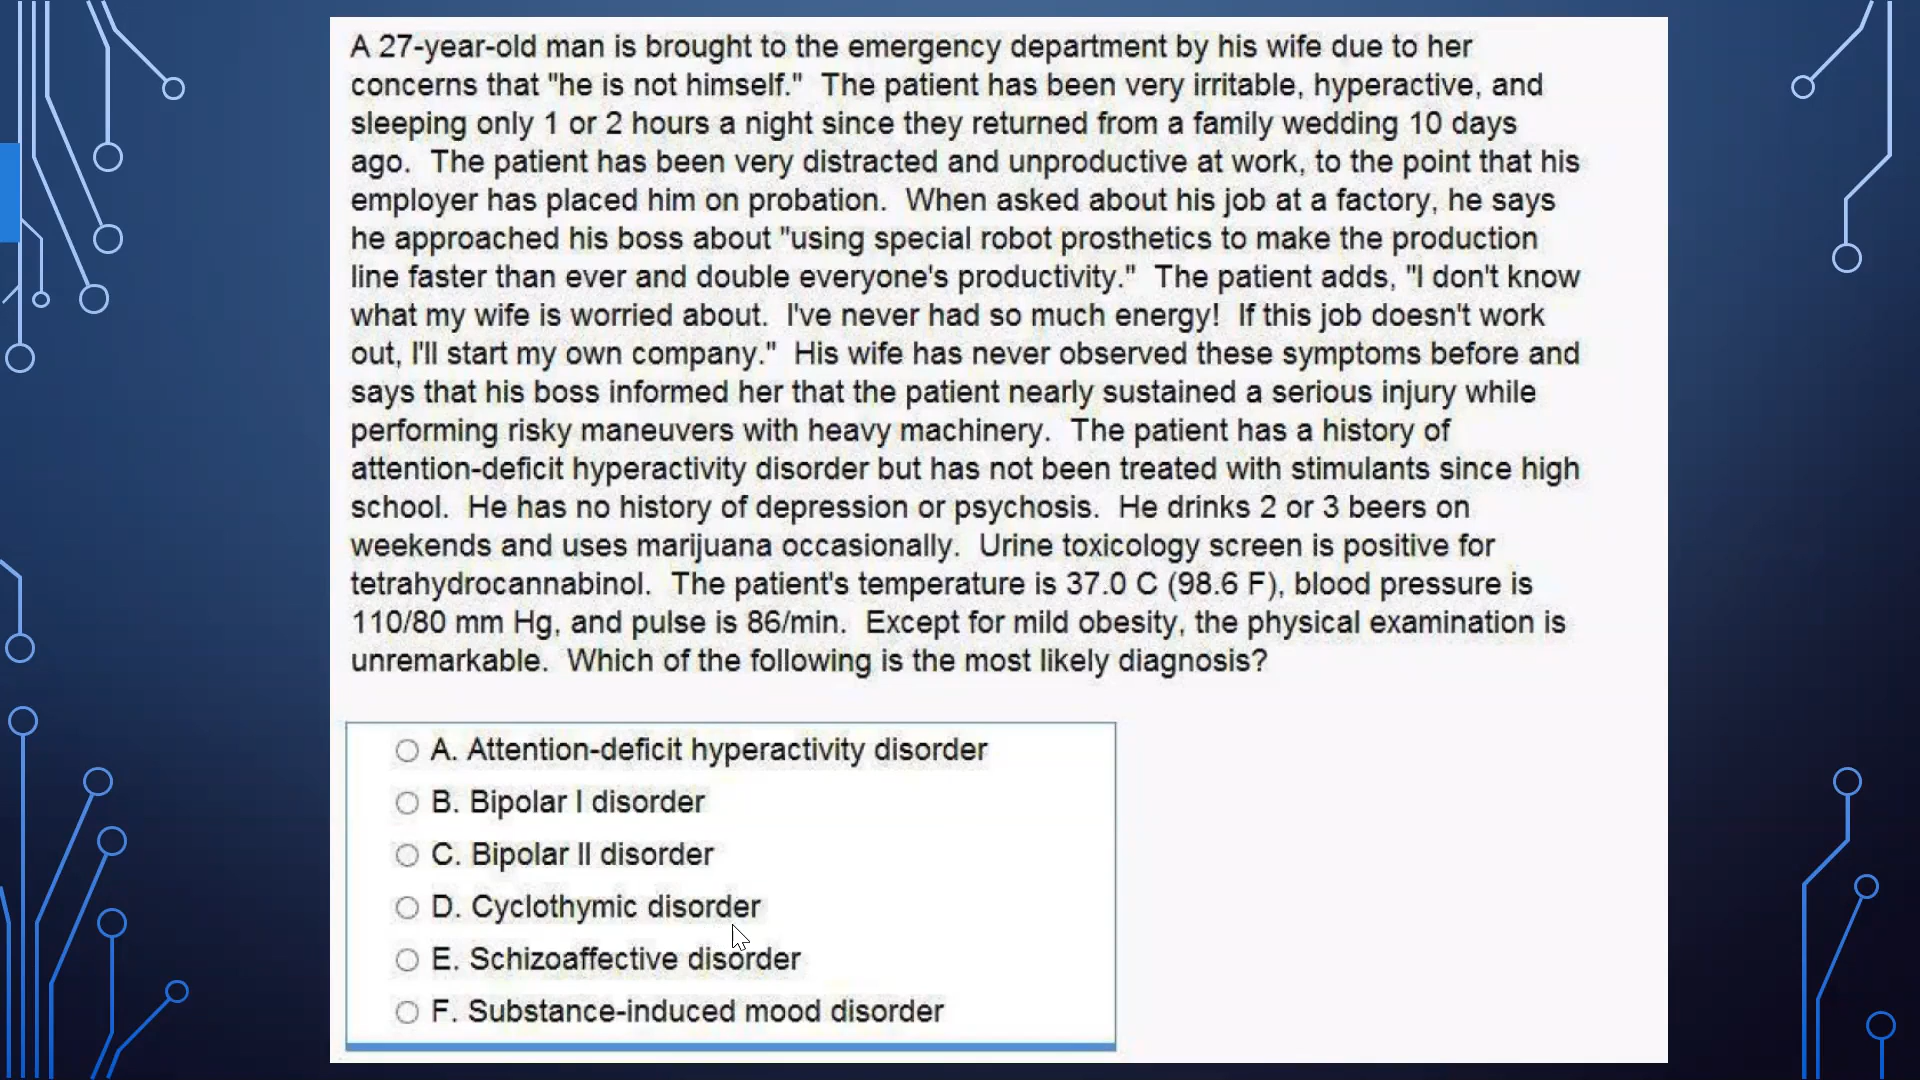 A 27-year-old man is brought to the emergency department by his wife due to her
concerns that "he is not himself." The patient has been very irritable, hyperactive, and
sleeping only 1 or 2 hours a night since they returned from a family wedding 10 days
ago. The patient has been very distracted and unproductive at work, to the point that his
employer has placed him on probation. When asked about his job at a factory, he says
he approached his boss about "using special robot prosthetics to make the production
line faster than ever and double everyone's productivity." The patient adds, "I don't know
what my wife is worried about. I've never had so much energy! If this job doesn't work
out, I'll start my own company." His wife has never observed these symptoms before and
says that his boss informed her that the patient nearly sustained a serious injury while
performing risky maneuvers with heavy machinery. The patient has a history of
attention-deficit hyperactivity disorder but has not been treated with stimulants since high
school. He has no history of depression or psychosis. He drinks 2 or 3 beers on
weekends and uses marijuana occasionally. Urine toxicology screen is positive for
tetrahydrocannabinol. The patient's temperature is 37.0 C (98.6 F), blood pressure is
110/80 mm Hg, and pulse is 86/min. Except for mild obesity, the physical examination is
unremarkable. Which of the following is the most likely diagnosis?
A. Attention-deficit hyperactivity disorder
B. Bipolar I disorder
C. Bipolar II disorder
D. Cyclothymic disorder
E. Schizoaffective disorder
F. Substance-induced mood disorder